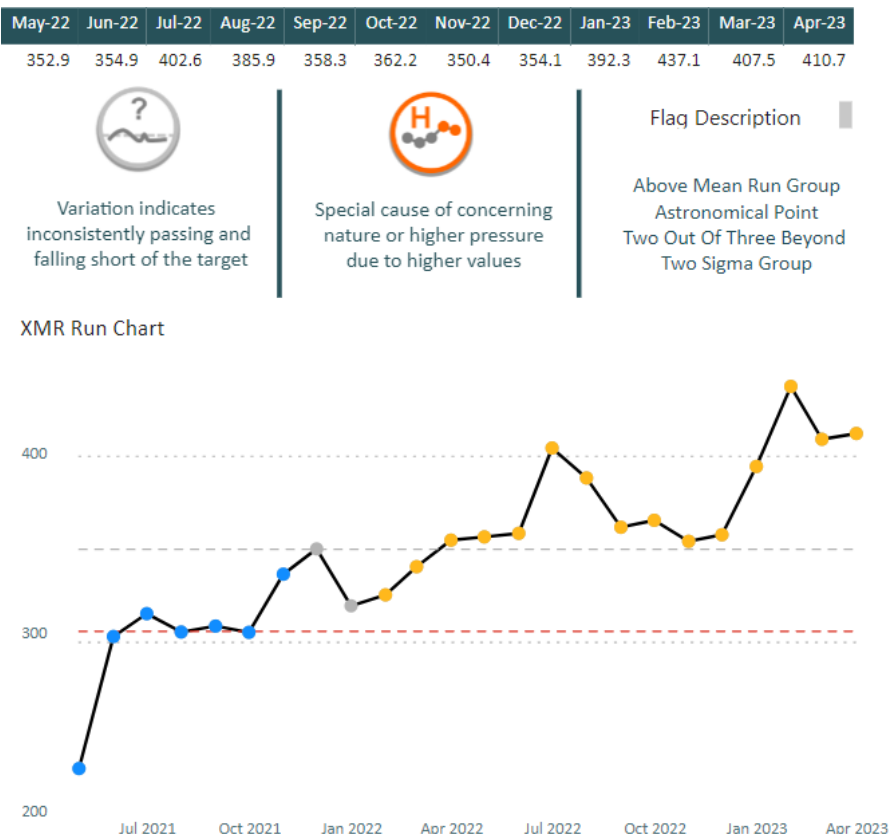 May-22 Jun-22 Jul-22 Aug-22 Sep-22 Oct-22 Nov-22 Dec-22 Jan-23 Feb-23 Mar-23 Apr-23
352.9 354.9 402.6 385.9 358.3 362.2 350.4 354.1 392.3 437.1 407.5 410.7
?
Variation indicates
inconsistently passing and
falling short of the target
H
Special cause of concerning
nature or higher pressure
due to higher values
Flag Description
Above Mean Run Group
Astronomical Point
Two Out Of Three Beyond
Two Sigma Group
XMR Run Chart
400
300
200
Jul 2021 Oct 2021 Jan 2022 Apr 2022 Jul 2022 Oct 2022 Jan 2023 Apr 2023